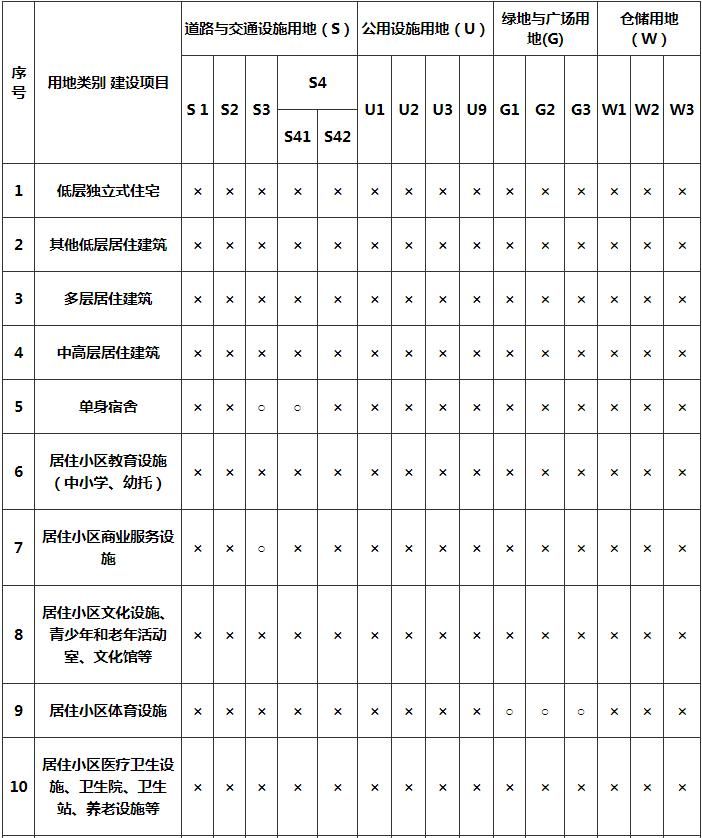 序号 用地类别 建设项目 道路与交通设施用地（S） 公用设施用地（U） 绿地与广场用地(G) 仓储用地（W）
S 1 S2 S3 S4 U1 U2 U3 U9 G1 G2 G3 W1 W2 W3
S41 S42
1 低层独立式住宅 × × × × × × × × × × × × × × ×
2 其他低层居住建筑 × × × × × × × × × × × × × × ×
3 多层居住建筑 × × × × × × × × × × × × × × ×
4 中高层居住建筑 × × × × × × × × × × × × × × ×
5 单身宿舍 × × ○ ○ × × × × × × × × × × ×
6 居住小区教育设施
（中小学、幼托） × × × × × × × × × × × × × × ×
7 居住小区商业服务设
施 × × ○ × × × × × × × × × × × ×
8 居住小区文化设施、
青少年和老年活动
室、文化馆等 × × × × × × × × × × × × × × ×
9 居住小区体育设施 × × × × × × × × × ○ ○ ○ × × ×
10 居住小区医疗卫生设
施、卫生院、卫生
站、养老设施等 × × × × × × × × × × × × × × ×